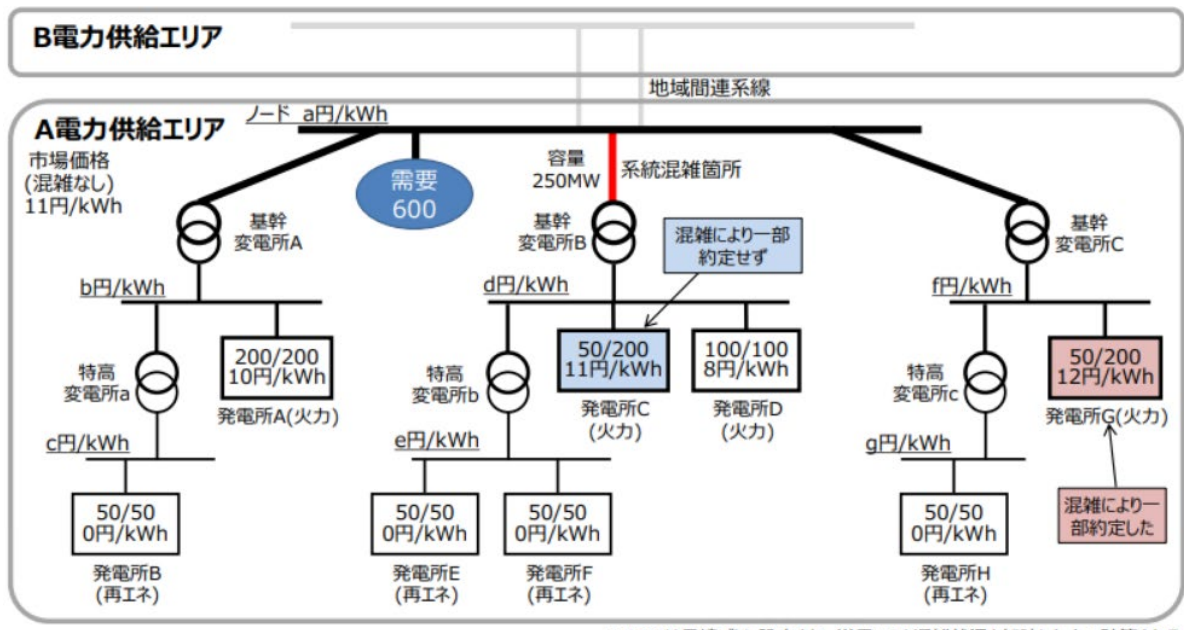 B電力供給エリア
地域間連系線
A電力供給エリア
ノード a円/kWh
市場価格
(混雑なし)
11円/kWh
需要
600
容量
250MW
系統混雑箇所
基幹
変電所A
基幹
変電所B
基幹
変電所C
混雑により一部
約定せず
b円/kWh
d円/kWh
f円/kWh
特高
変電所a
200/200
10円/kWh
発電所A(火力)
特高
変電所b
50/200
11円/kWh
発電所C
(火力)
100/100
8円/kWh
発電所D
(火力)
特高
変電所c
50/200
12円/kWh
発電所G(火力)
c円/kWh
e円/kWh
g円/kWh
50/50
0円/kWh
発電所B
(再エネ)
50/50
0円/kWh
発電所E
(再エネ)
50/50
0円/kWh
発電所F
(再エネ)
50/50
0円/kWh
発電所H
(再エネ)
混雑により一
部約定した